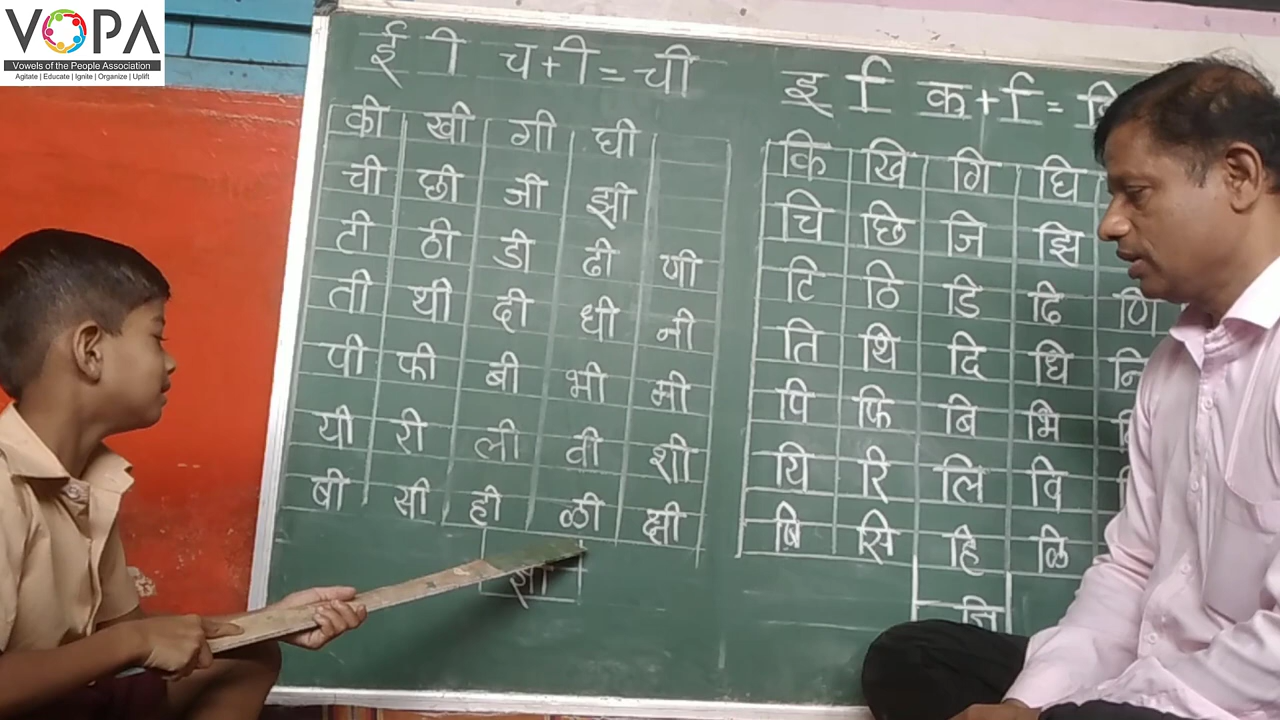 VOPA
Vowels of the People Association
Agitate | Educate | Ignite | Organize | Uplift
ई ी च + ी = ची
की खी गी घी
ची छी जी झी
टी ठी डी ढी णी
ती थी दी धी नी
पी फी बी भी मी
यी री ली वी शी
षी सी ही ळी क्षी
इ ि क + ि =
कि खि गि घि
चि छि जि झि
टि ठि डि ढि णि
ति थि दि धि नि
पि फि बि भि
यि रि लि वि
षि सि हि ळि